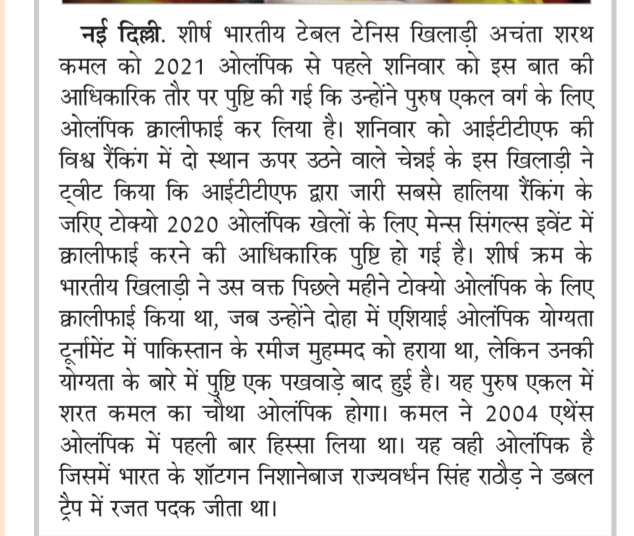 नई दिल्ली. शीर्ष भारतीय टेबल टेनिस खिलाड़ी अचंता शरथ
कमल को 2021 ओलंपिक से पहले शनिवार को इस बात की
आधिकारिक तौर पर पुष्टि की गई कि उन्होंने पुरुष एकल वर्ग के लिए
ओलंपिक क्वालीफाई कर लिया है। शनिवार को आईटीटीएफ की
विश्व रैंकिंग में दो स्थान ऊपर उठने वाले चेन्नई के इस खिलाड़ी ने
ट्वीट किया कि आईटीटीएफ द्वारा जारी सबसे हालिया रैंकिंग के
जरिए टोक्यो 2020 ओलंपिक खेलों के लिए मेन्स सिंगल्स इवेंट में
क्वालीफाई करने की आधिकारिक पुष्टि हो गई है। शीर्ष क्रम के
भारतीय खिलाड़ी ने उस वक्त पिछले महीने टोक्यो ओलंपिक के लिए
क्वालीफाई किया था, जब उन्होंने दोहा में एशियाई ओलंपिक योग्यता
टूर्नामेंट में पाकिस्तान के रमीज मुहम्मद को हराया था, लेकिन उनकी
योग्यता के बारे में पुष्टि एक पखवाड़े बाद हुई है। यह पुरुष एकल में
शरत कमल का चौथा ओलंपिक होगा। कमल ने 2004 एथेंस
ओलंपिक में पहली बार हिस्सा लिया था। यह वही ओलंपिक है
जिसमें भारत के शॉटगन निशानेबाज राज्यवर्धन सिंह राठौड़ ने डबल
ट्रैप में रजत पदक जीता था।